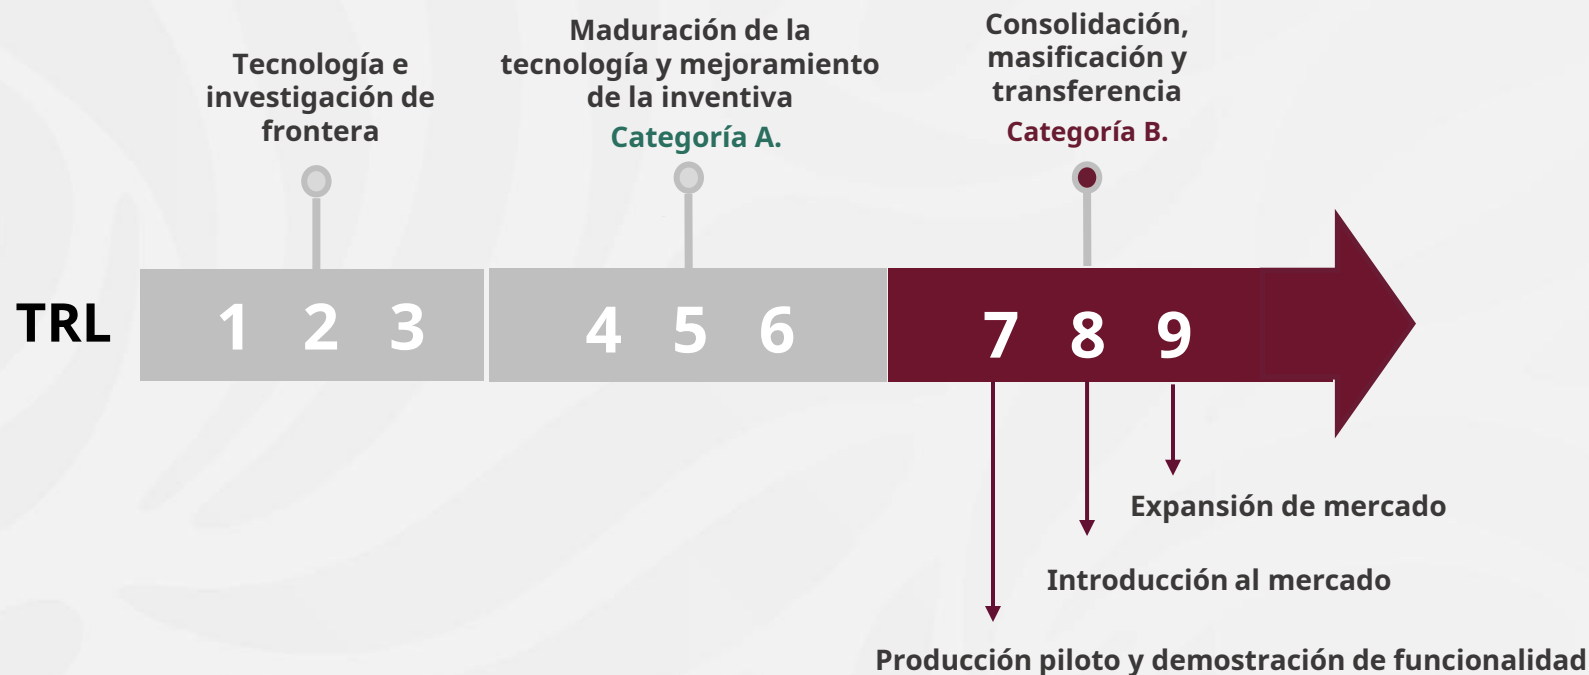 Tecnología e
investigación de
frontera
Maduración de la
tecnología y mejoramiento
de la inventiva
Categoría A.
Consolidación,
masificación y
transferencia
Categoría B.
TRL
1 2 3
4 5 6
7 8 9
Expansión de mercado
Introducción al mercado
Producción piloto y demostración de funcionalidad